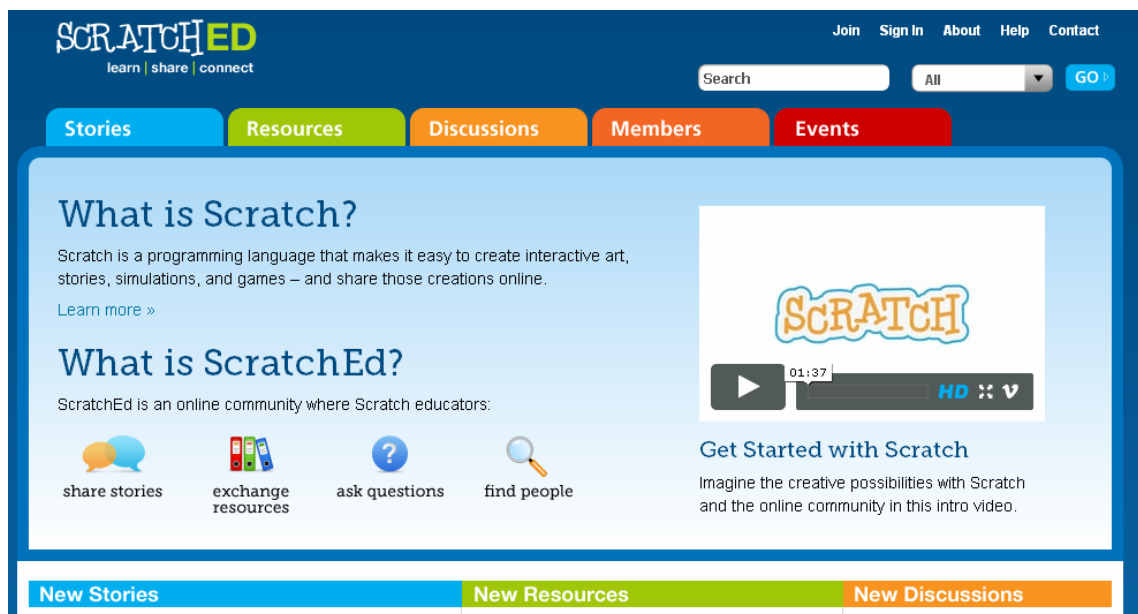 SCRATCHED
learn | share | connect
Join Sign In About Help Contact
Search All GO
Stories Resources Discussions Members Events
What is Scratch?
Scratch is a programming language that makes it easy to create interactive art,
stories, simulations, and games – and share those creations online.
Learn more »
What is ScratchEd?
ScratchEd is an online community where Scratch educators:
? 
share stories exchange resources ask questions find people
SCRATCH
01:37
HD
Get Started with Scratch
Imagine the creative possibilities with Scratch
and the online community in this intro video.
New Stories New Resources New Discussions